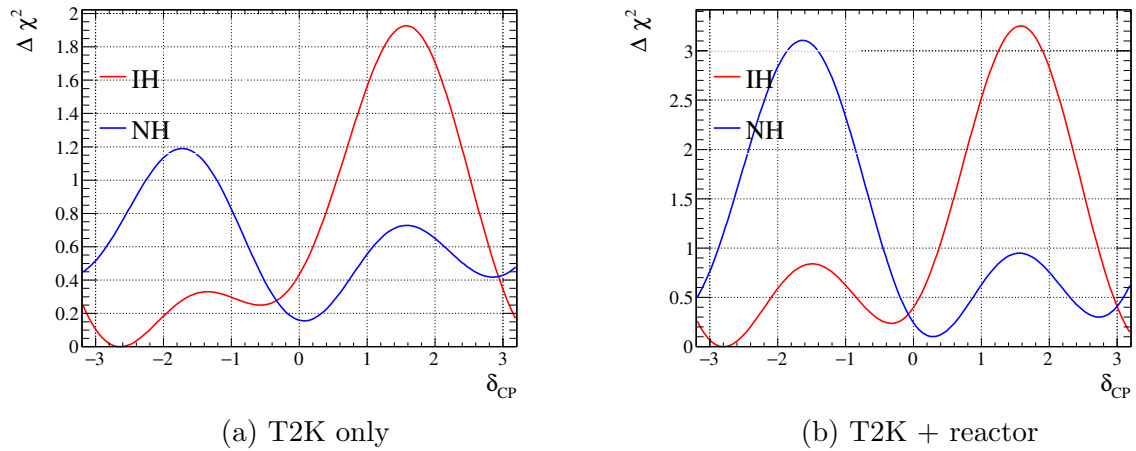 Δ χ²
2
1.8
1.6
1.4
1.2
1
0.8
0.6
0.4
0.2
0
IH
NH
−3 −2 −1 0 1 2 3
δCP
(a) T2K only
Δ χ²
3
2.5
2
1.5
1
0.5
0
IH
NH
−3 −2 −1 0 1 2 3
δCP
(b) T2K + reactor